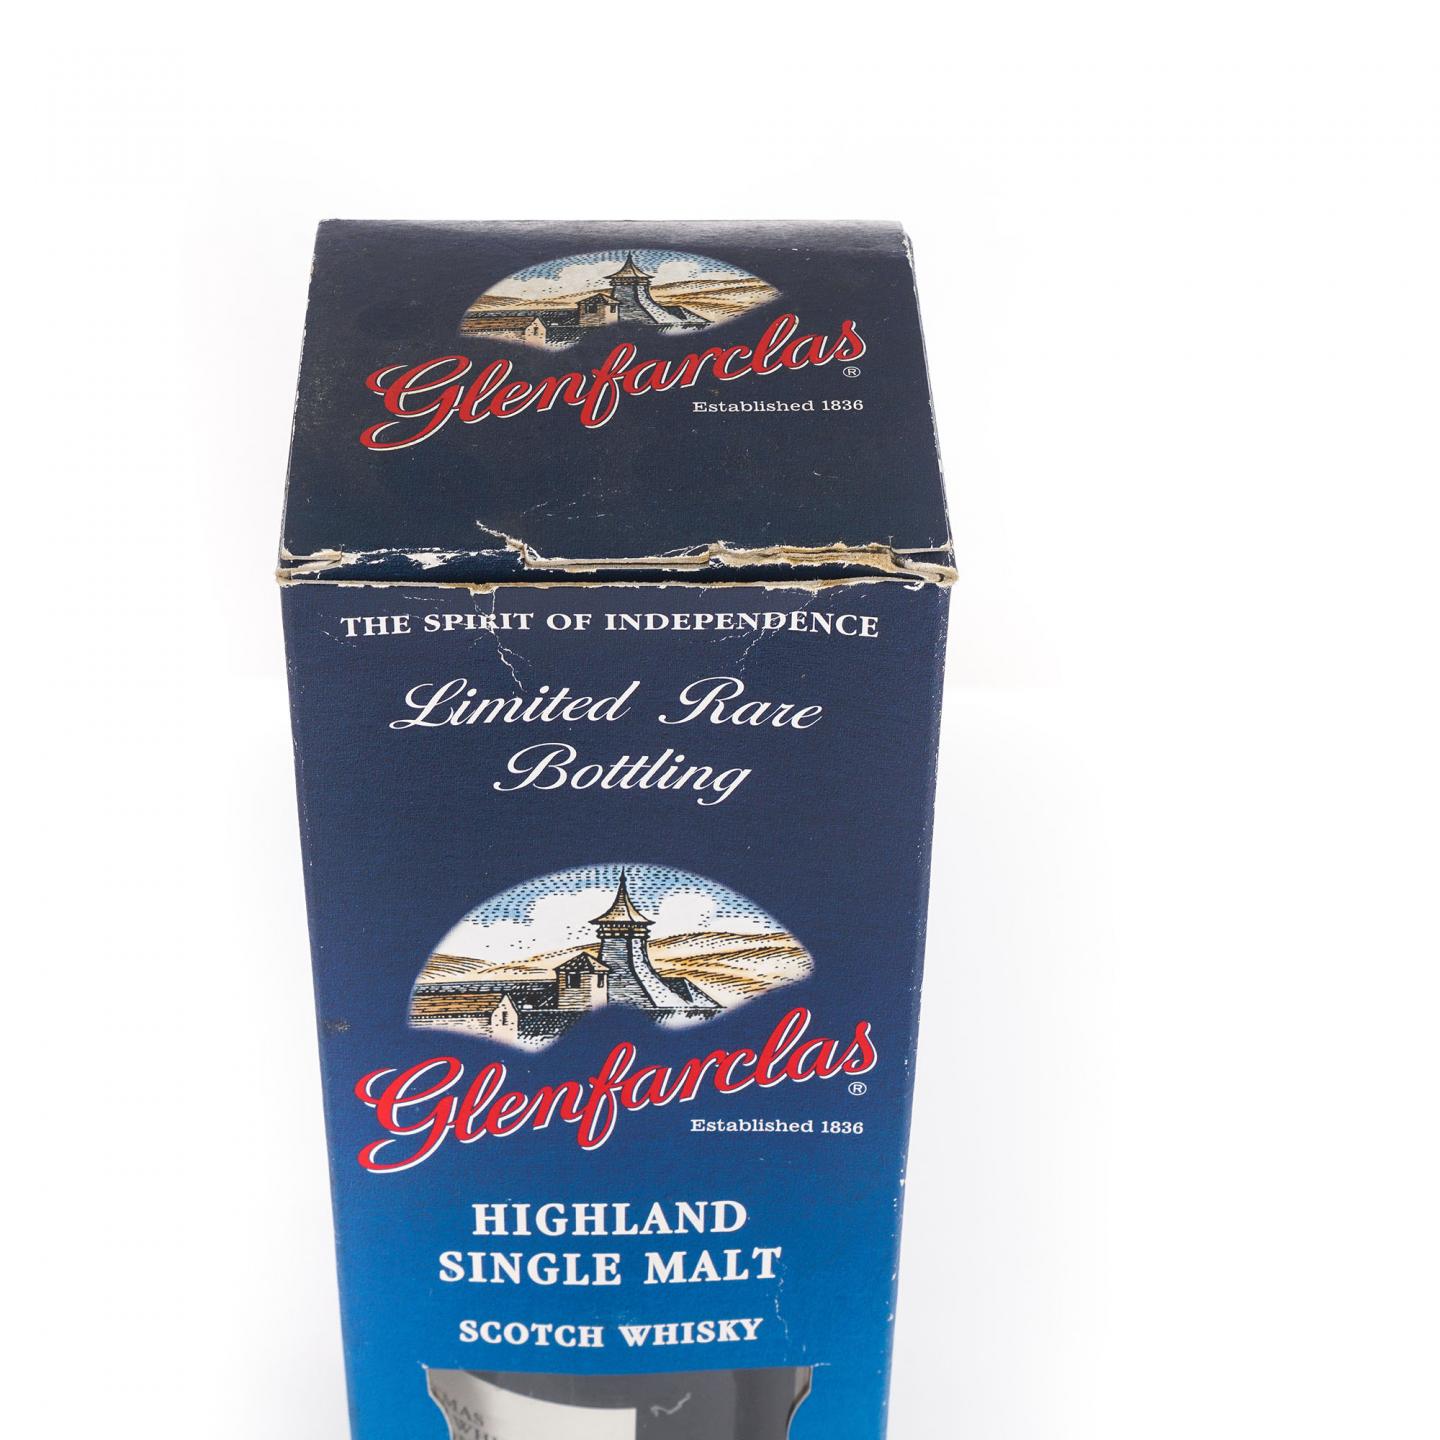 Glenfarclas®
Established 1836
THE SPIRIT OF INDEPENDENCE
Limited Rare
Bottling
Glenfarclas®
Established 1836
HIGHLAND
SINGLE MALT
SCOTCH WHISKY